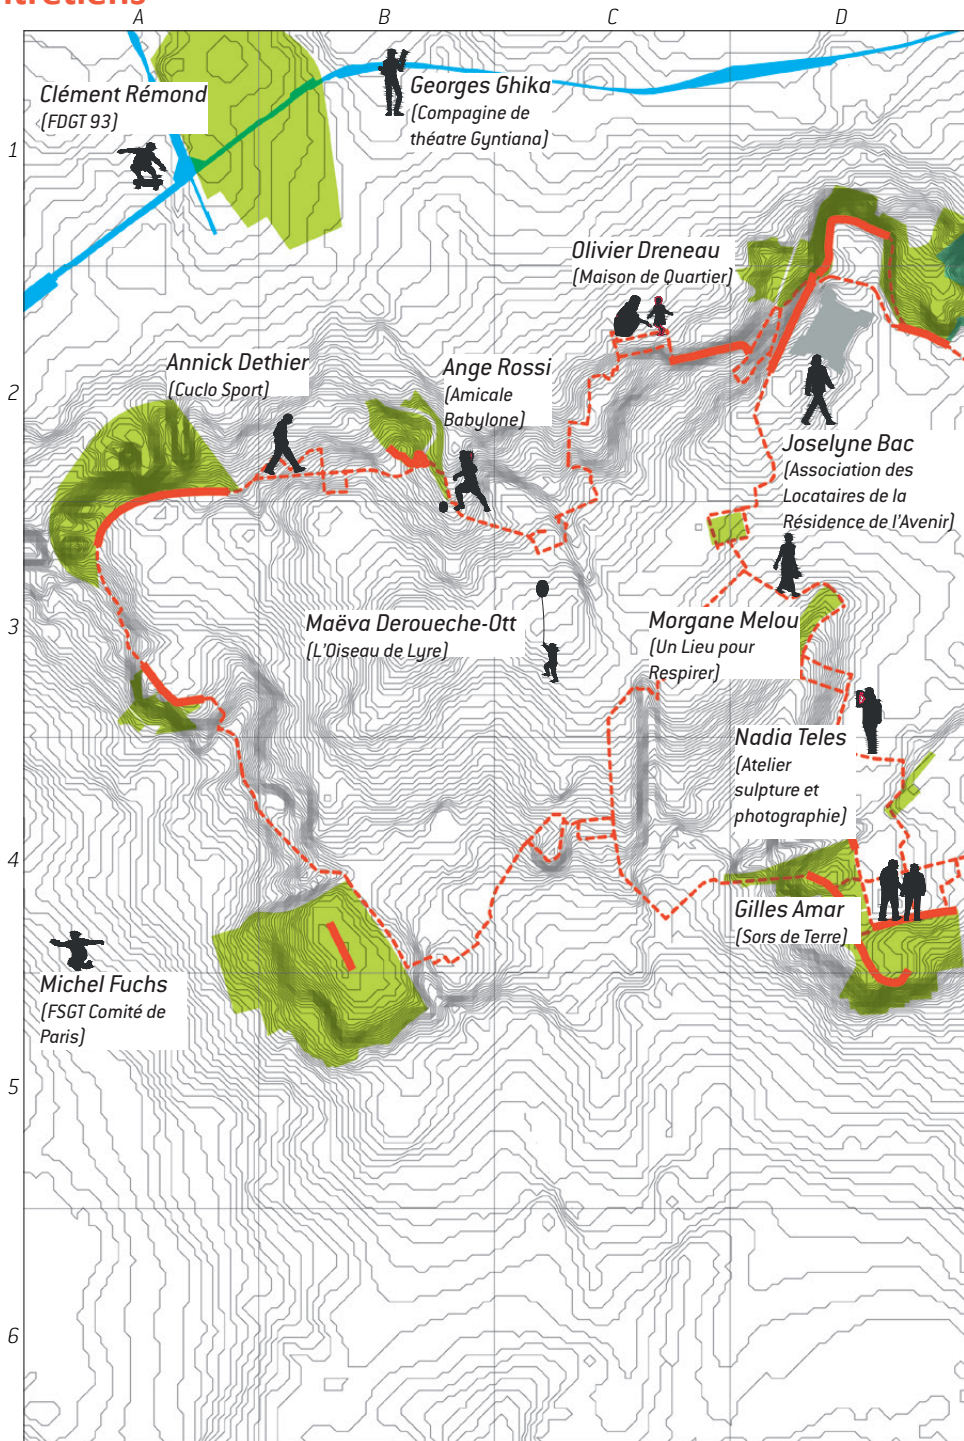 tretiens
A B C D
Clément Rémond
(FDGT 93)
Georges Ghika
(Compagine de
théatre Gyntiana)
1
Olivier Dreneau
(Maison de Quartier)
Annick Dethier
(Cuclo Sport)
Ange Rossi
(Amicale
Babylone)
2
Joselyne Bac
(Association des
Locataires de la
Résidence de l'Avenir)
Maëva Deroueche-Ott
(L'Oiseau de Lyre)
3
Morgane Melou
(Un Lieu pour
Respirer)
Nadia Teles
(Atelier
sulpture et
photographie)
4
Gilles Amar
(Sors de Terre)
Michel Fuchs
(FSGT Comité de
Paris)
5
6